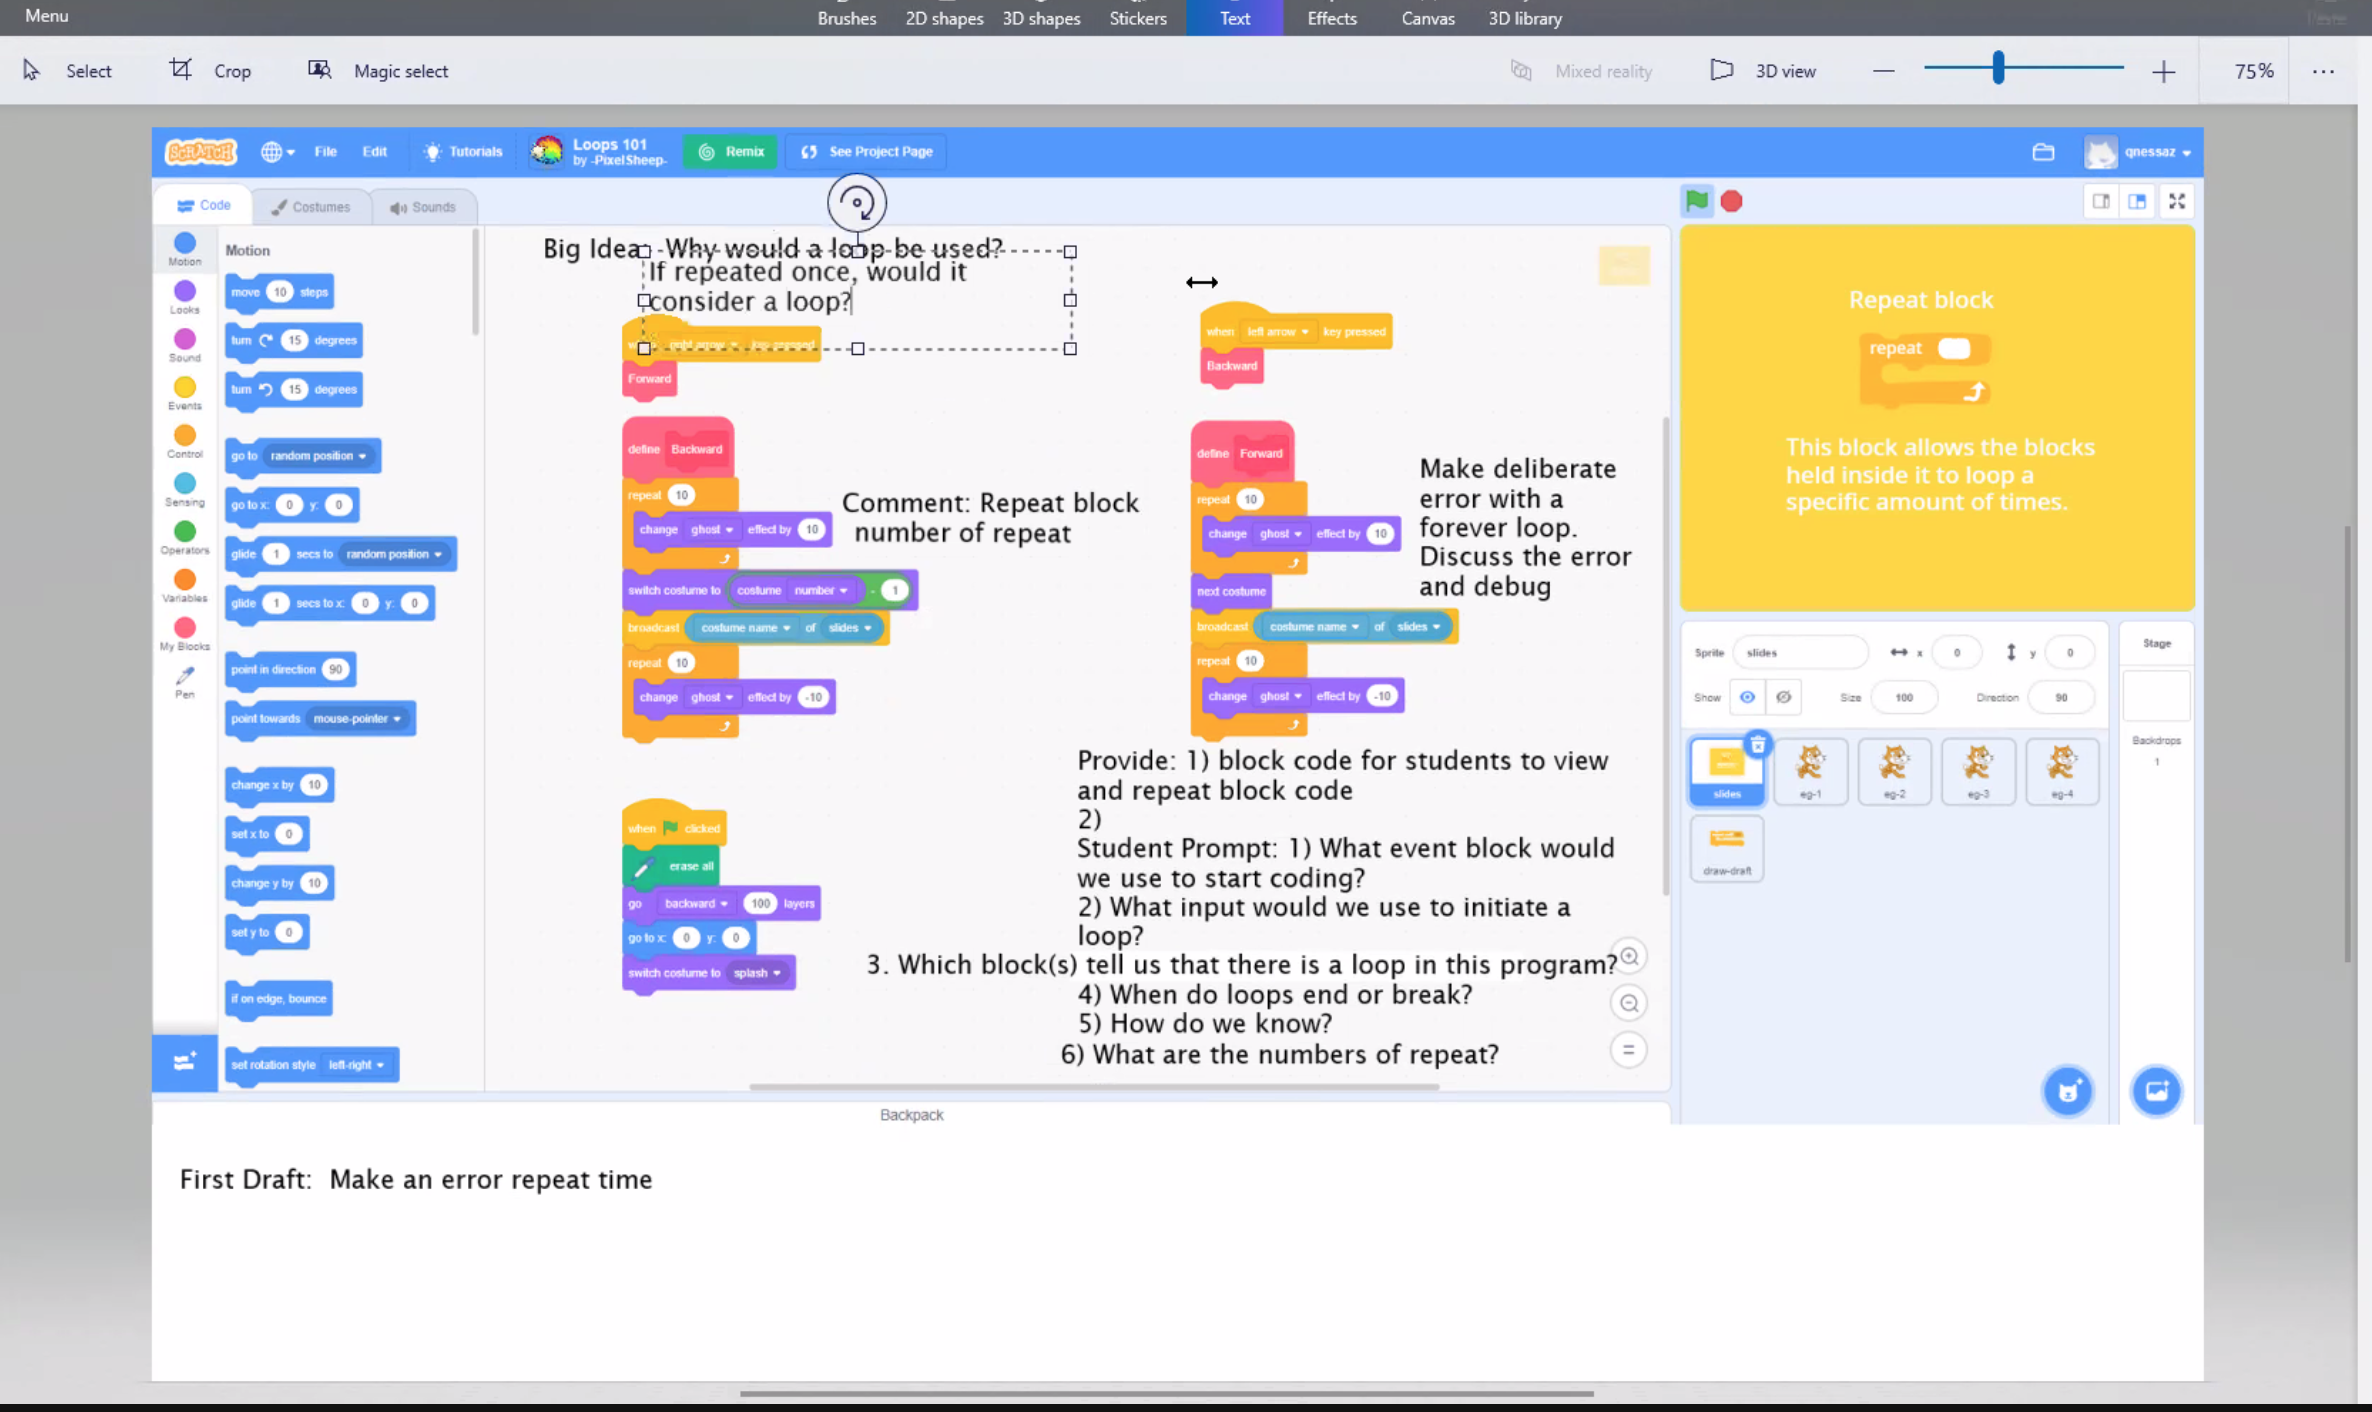 Menu
Brushes 2D shapes 3D shapes Stickers Text Effects Canvas 3D library
Select Crop Magic select Mixed reality 3D view 75%
SCRATCH File Edit Tutorials Loops 101 by -PixelSheep- Remix See Project Page qnessaz
Code Costumes Sounds
Motion
Looks
Sound
Events
Control
Sensing
Operators
Variables
My Blocks
Pen
Motion
move 10 steps
turn 15 degrees
turn 15 degrees
go to random position
go to x: 0 y: 0
glide 1 secs to random position
glide 1 secs to x: 0 y: 0
point in direction 90
point towards mouse-pointer
change x by 10
set x to 0
change y by 10
set y to 0
if on edge, bounce
set rotation style left-right
Big Idea: Why would a loop be used?
If repeated once, would it
consider a loop?
when right arrow key pressed
Forward
define Backward
repeat 10
change ghost effect by 10
switch costume to costume number - 1
broadcast costume name of slides
repeat 10
change ghost effect by -10
Comment: Repeat block
number of repeat
when clicked
erase all
go backward 100 layers
go to x: 0 y: 0
switch costume to splash
when left arrow key pressed
Backward
define Forward
repeat 10
change ghost effect by 10
next costume
broadcast costume name of slides
repeat 10
change ghost effect by -10
Make deliberate
error with a
forever loop.
Discuss the error
and debug
Provide: 1) block code for students to view
and repeat block code
2)
Student Prompt: 1) What event block would
we use to start coding?
2) What input would we use to initiate a
loop?
3. Which block(s) tell us that there is a loop in this program?
4) When do loops end or break?
5) How do we know?
6) What are the numbers of repeat?
Repeat block
repeat
This block allows the blocks
held inside it to loop a
specific amount of times.
Sprite slides x 0 y 0
Show Size 100 Direction 90
slides eg-1 eg-2 eg-3 eg-4
draw-draft
Stage
Backdrops
1
Backpack
First Draft: Make an error repeat time